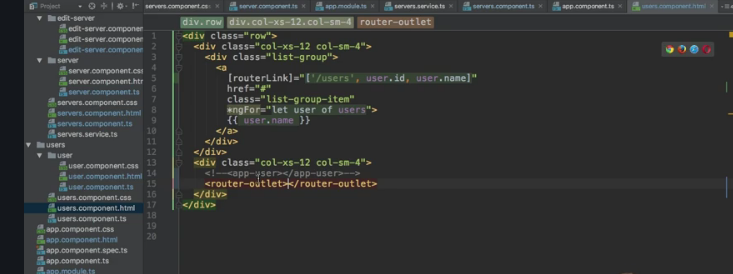 Project
servers.component.css
servers.component.ts
app.module.ts
servers.service.ts
servers.component.ts
app.component.ts
users.component.html
div.row div.col-xs-12.col-sm-4 router-outlet
edit-server
edit-server.componen
edit-server.componen
edit-server.componen
server
server.component.css
server.component.htm
server.component.ts
servers.component.css
servers.component.html
servers.component.ts
servers.service.ts
users
user
user.component.css
user.component.html
user.component.ts
users.component.css
users.component.html
users.component.ts
app.component.css
app.component.html
app.component.spec.ts
app.component.ts
app.module.ts
1 <div class="row">
2 <div class="col-xs-12 col-sm-4">
3 <div class="list-group">
4 <a
5 [routerLink]="['/users', user.id, user.name]"
6 href="#"
7 class="list-group-item"
8 *ngFor="let user of users">
9 {{ user.name }}
10 </a>
11 </div>
12 </div>
13 <div class="col-xs-12 col-sm-4">
14 <!--<app-user></app-user>-->
15 <router-outlet></router-outlet>
16 </div>
17 </div>
18
19
20